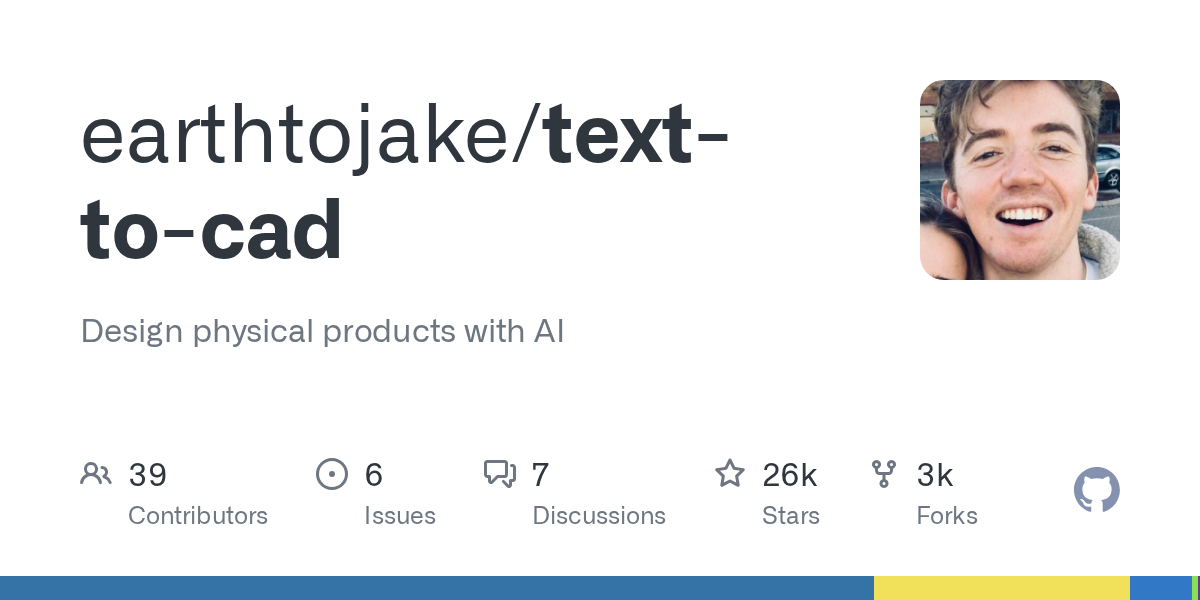 earthtojake/text-
to-cad
Design physical products with AI
39
Contributors
6
Issues
7
Discussions
26k
Stars
3k
Forks